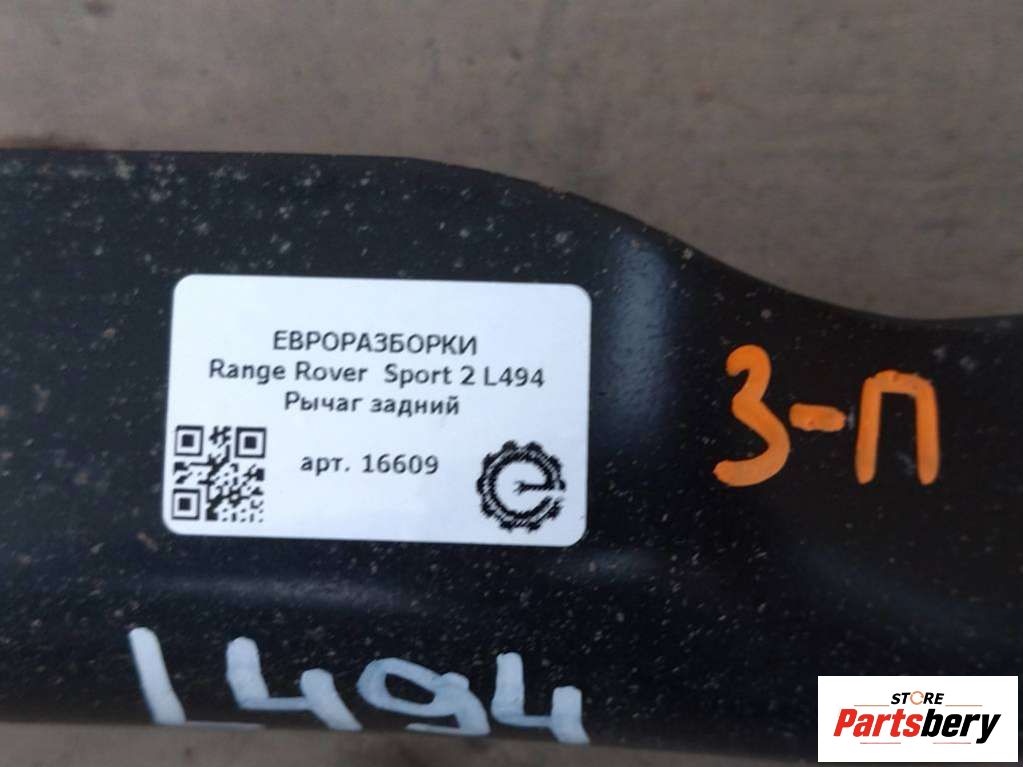 ЕВРОРАЗБОРКИ
Range Rover Sport 2 L494
Рычаг задний
арт. 16609
З-П
L494
STORE
Partsbery